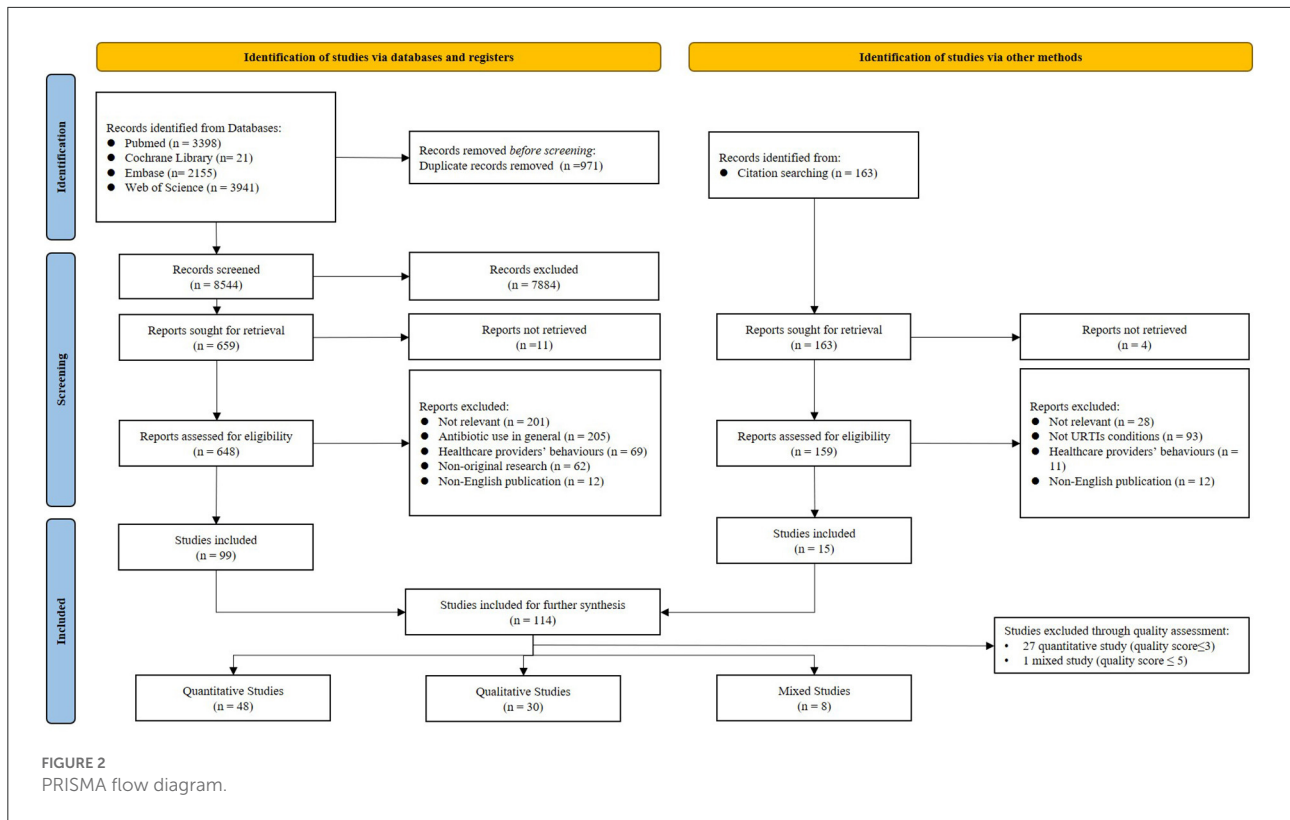 Identification of studies via databases and registers
Identification of studies via other methods
Identification
Records identified from Databases:
● Pubmed (n = 3398)
● Cochrane Library (n= 21)
● Embase (n = 2155)
● Web of Science (n = 3941)
Records removed before screening:
Duplicate records removed (n =971)
Records identified from:
● Citation searching (n = 163)
Screening
Records screened
(n = 8544)
Records excluded
(n = 7884)
Reports sought for retrieval
(n = 659)
Reports not retrieved
(n =11)
Reports sought for retrieval
(n = 163)
Reports not retrieved
(n = 4)
Reports assessed for eligibility
(n = 648)
Reports excluded:
● Not relevant (n = 201)
● Antibiotic use in general (n = 205)
● Healthcare providers' behaviours (n = 69)
● Non-original research (n = 62)
● Non-English publication (n = 12)
Reports assessed for eligibility
(n = 159)
Reports excluded:
● Not relevant (n = 28)
● Not URTIs conditions (n = 93)
● Healthcare providers' behaviours (n =
11)
● Non-English publication (n = 12)
Included
Studies included
(n = 99)
Studies included
(n = 15)
Studies included for further synthesis
(n = 114)
Studies excluded through quality assessment:
• 27 quantitative study (quality score≤3)
• 1 mixed study (quality score ≤ 5)
Quantitative Studies
(n = 48)
Qualitative Studies
(n = 30)
Mixed Studies
(n = 8)
FIGURE 2
PRISMA flow diagram.